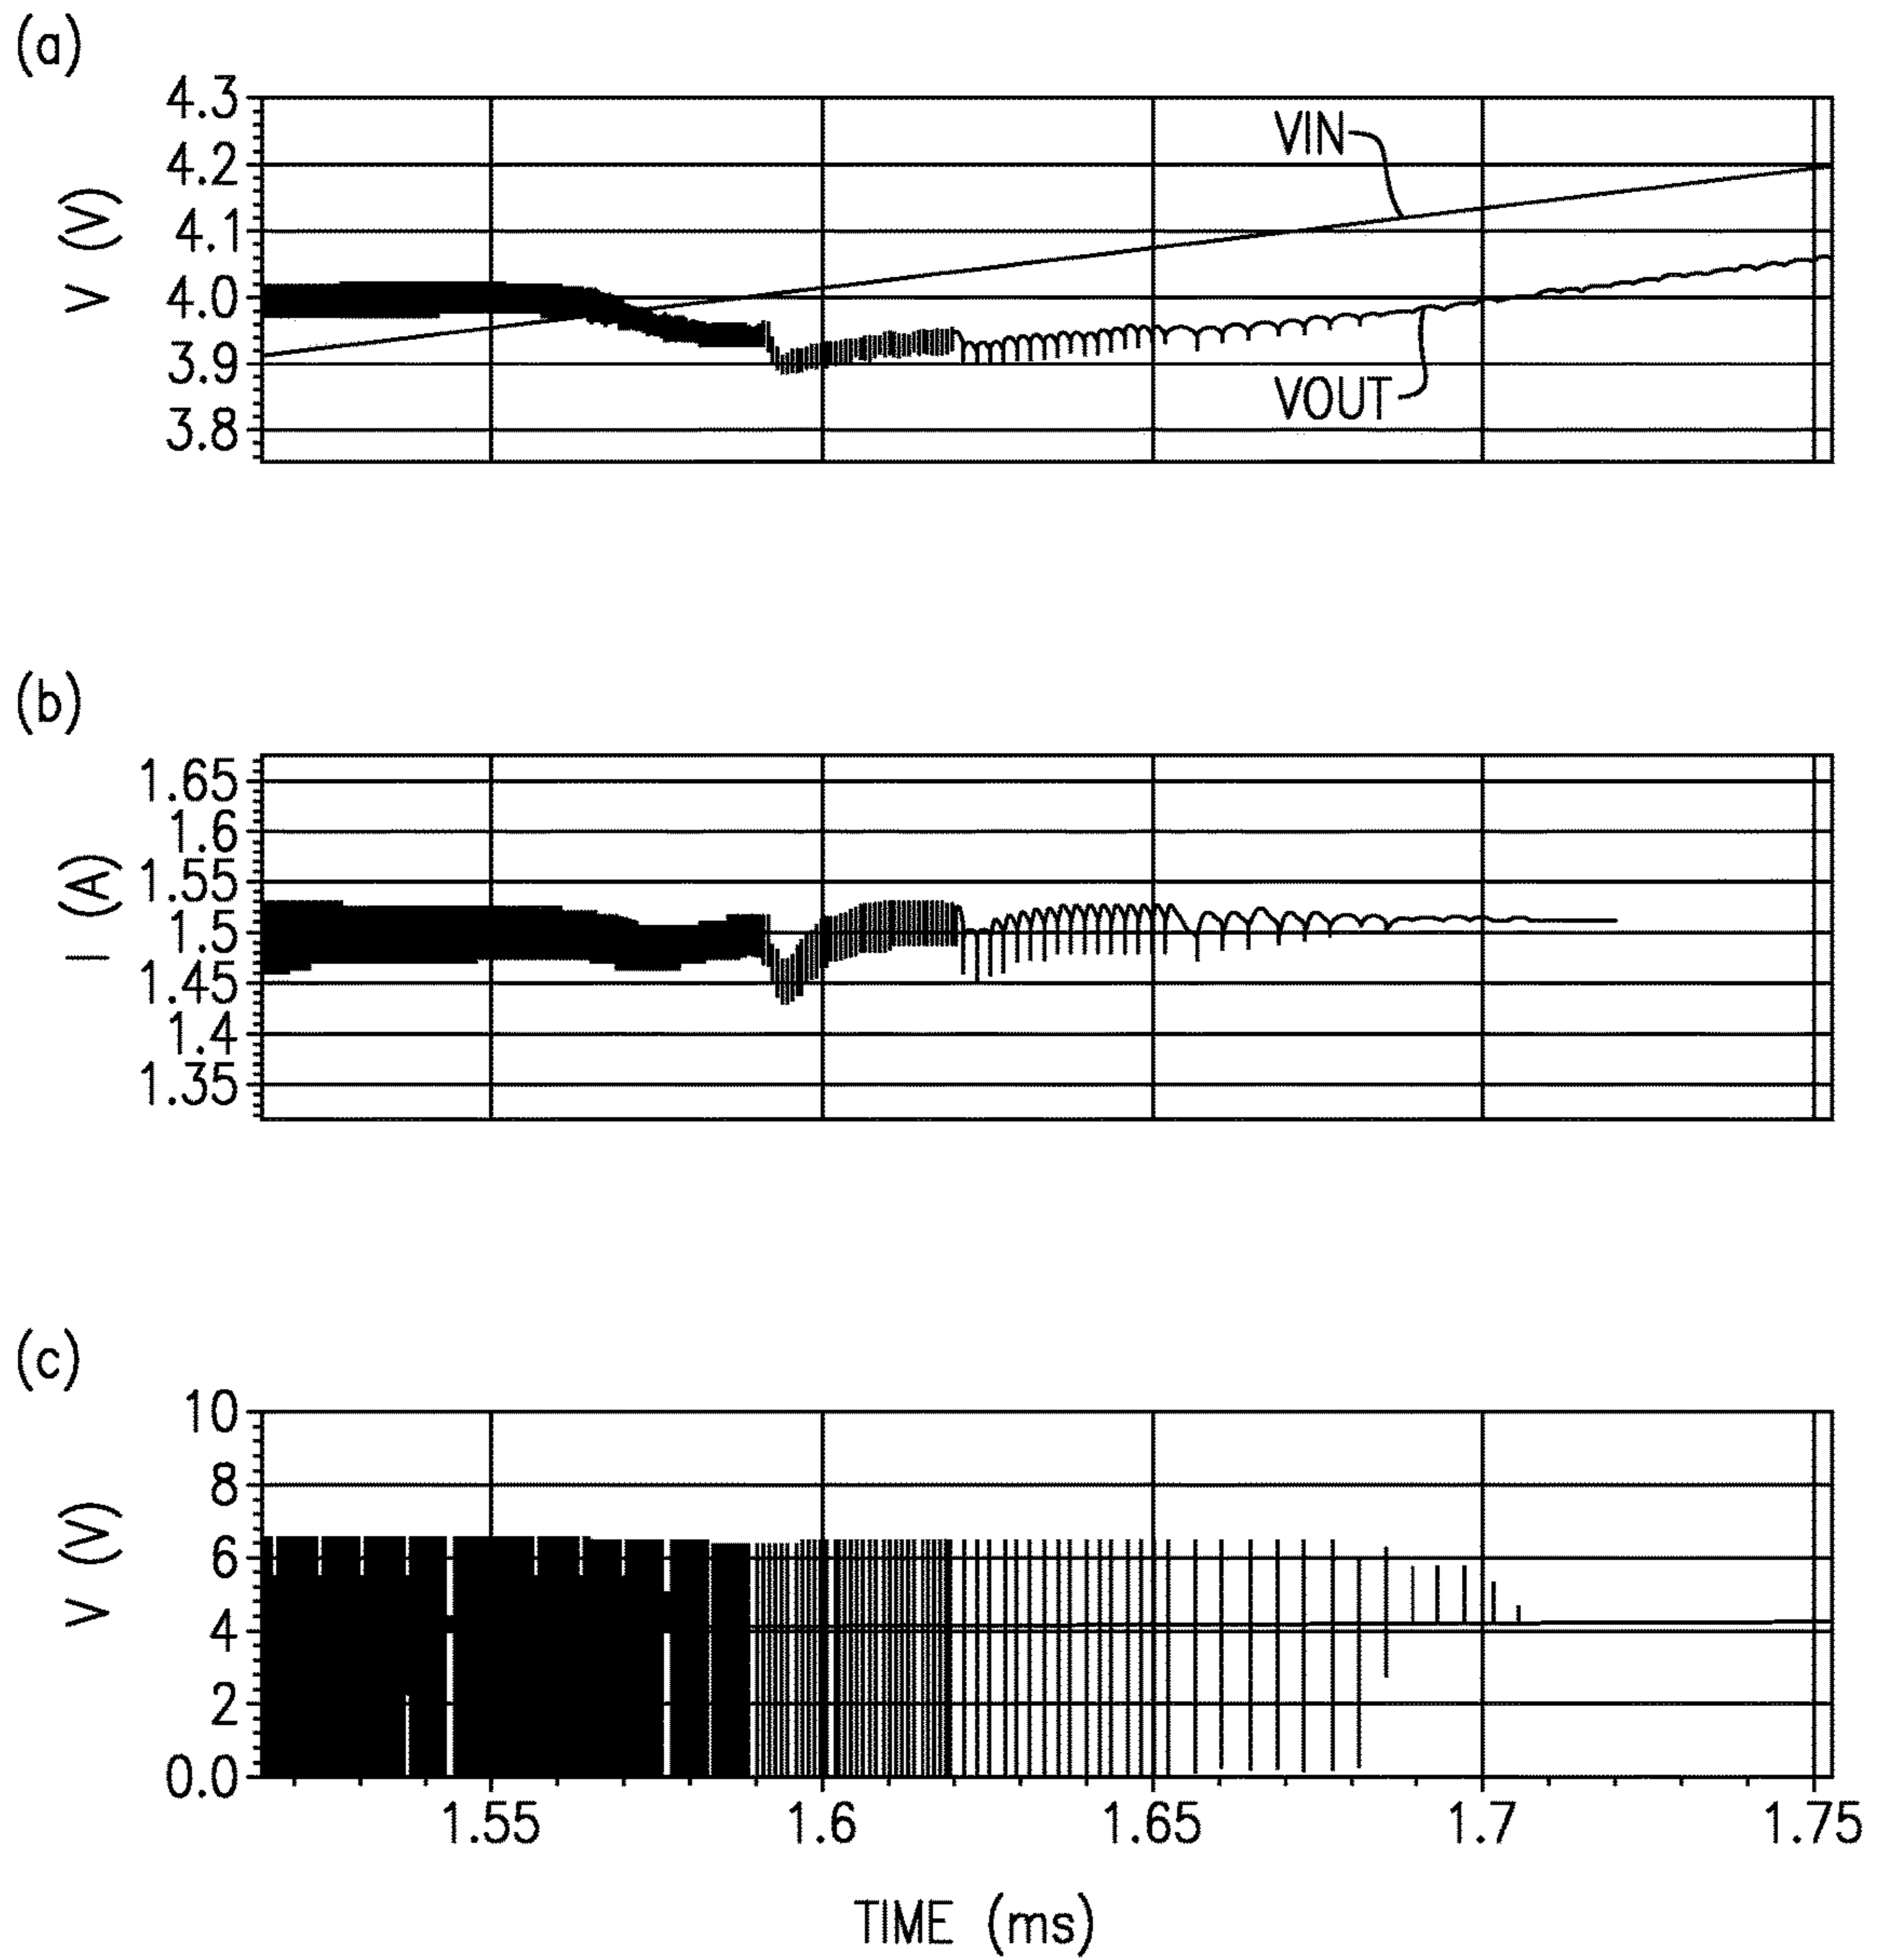 (a)
4.3
4.2
4.1
4.0
3.9
3.8
V (V)
VIN
VOUT
(b)
1.65
1.6
1.55
1.5
1.45
1.4
1.35
I (A)
(c)
10
8
6
4
2
0.0
V (V)
1.55 1.6 1.65 1.7 1.75
TIME (ms)